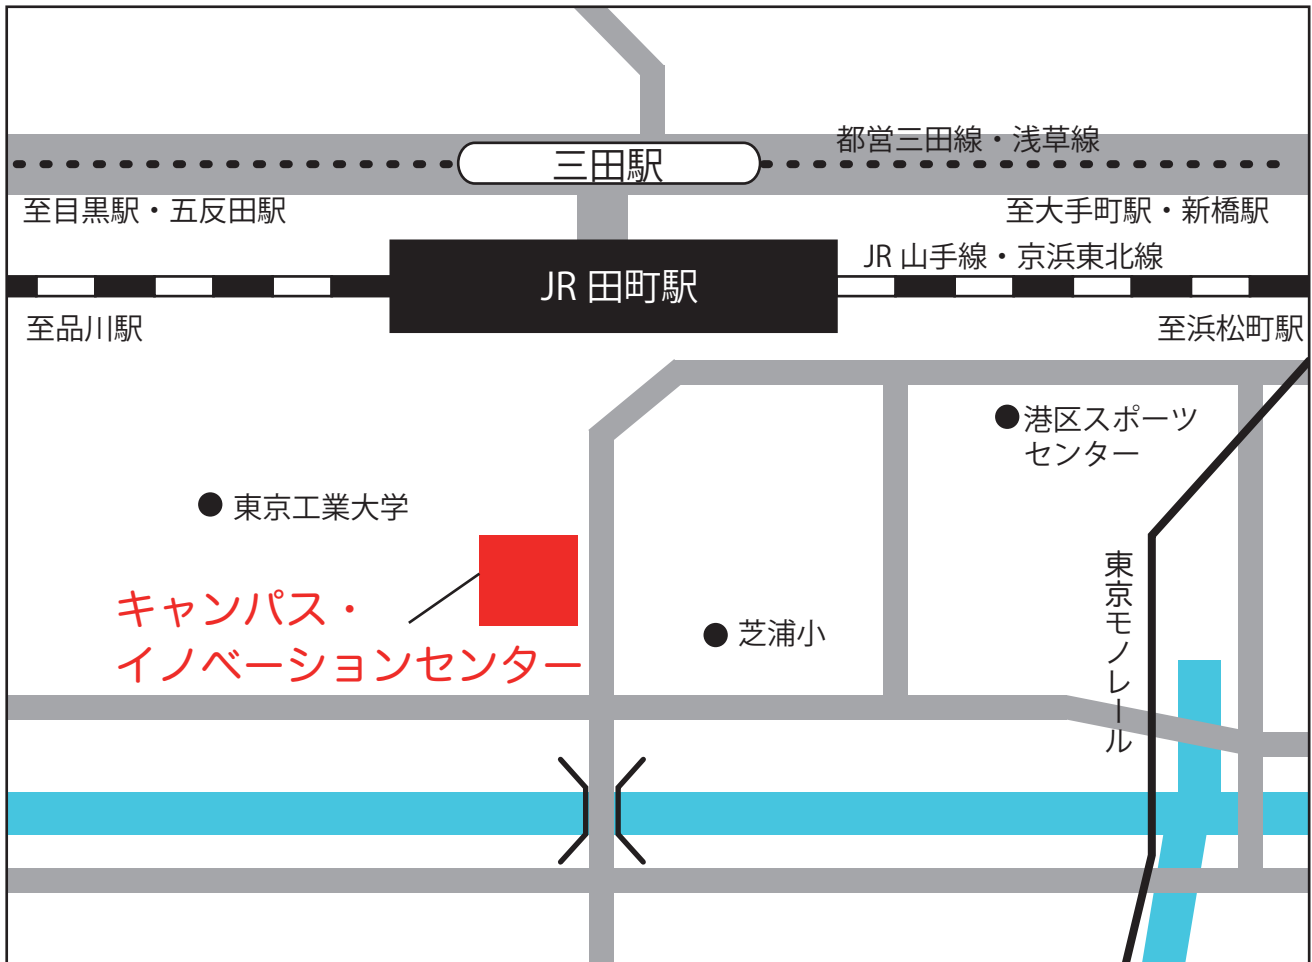 都営三田線・浅草線
三田駅
至目黒駅・五反田駅
至大手町駅・新橋駅
JR 山手線・京浜東北線
JR 田町駅
至品川駅
至浜松町駅
港区スポーツ
センター
東京工業大学
キャンパス・
イノベーションセンター
芝浦小
東京モノレール